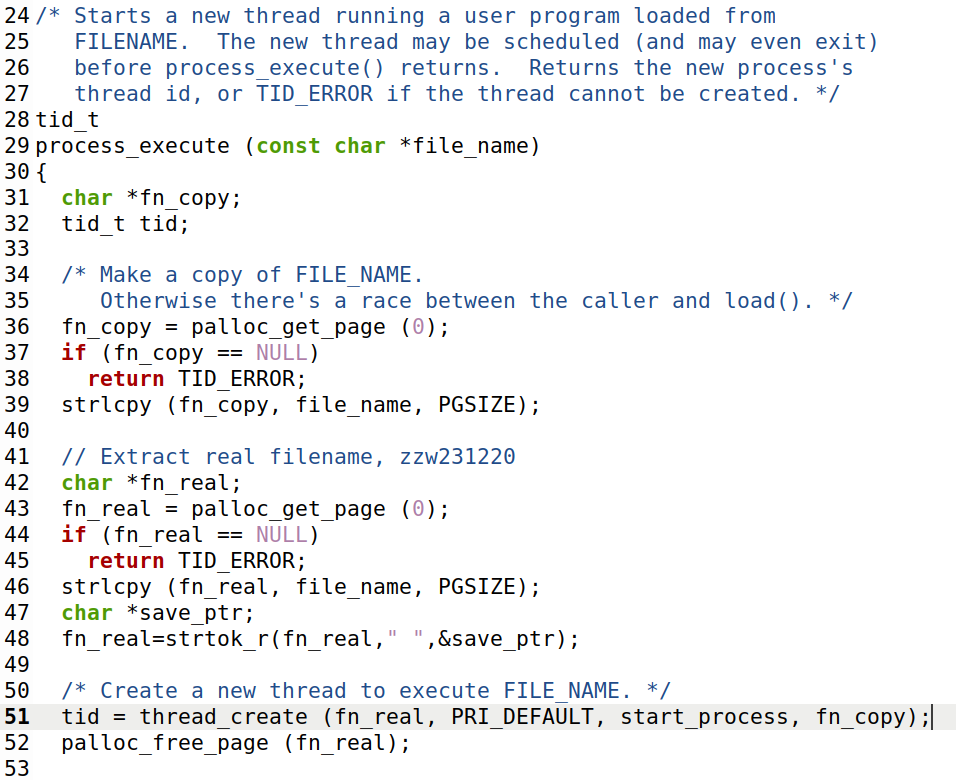 24 /* Starts a new thread running a user program loaded from
25    FILENAME.  The new thread may be scheduled (and may even exit)
26    before process_execute() returns.  Returns the new process's
27    thread id, or TID_ERROR if the thread cannot be created. */
28 tid_t
29 process_execute (const char *file_name)
30 {
31   char *fn_copy;
32   tid_t tid;
33
34   /* Make a copy of FILE_NAME.
35      Otherwise there's a race between the caller and load(). */
36   fn_copy = palloc_get_page (0);
37   if (fn_copy == NULL)
38     return TID_ERROR;
39   strlcpy (fn_copy, file_name, PGSIZE);
40
41   // Extract real filename, zzw231220
42   char *fn_real;
43   fn_real = palloc_get_page (0);
44   if (fn_real == NULL)
45     return TID_ERROR;
46   strlcpy (fn_real, file_name, PGSIZE);
47   char *save_ptr;
48   fn_real=strtok_r(fn_real," ",&save_ptr);
49
50   /* Create a new thread to execute FILE_NAME. */
51   tid = thread_create (fn_real, PRI_DEFAULT, start_process, fn_copy);
52   palloc_free_page (fn_real);
53